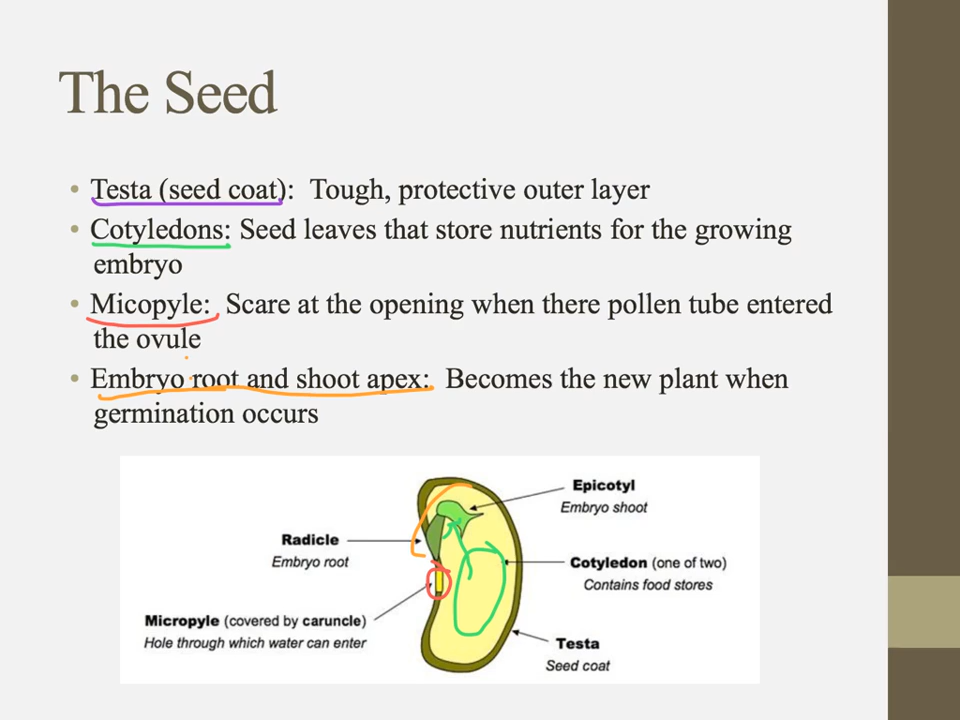 The Seed
• Testa (seed coat): Tough, protective outer layer
• Cotyledons: Seed leaves that store nutrients for the growing
embryo
• Micopyle: Scare at the opening when there pollen tube entered
the ovule
• Embryo root and shoot apex: Becomes the new plant when
germination occurs
Epicotyl
Embryo shoot
Radicle
Embryo root
Cotyledon (one of two)
Contains food stores
Micropyle (covered by caruncle)
Hole through which water can enter
Testa
Seed coat